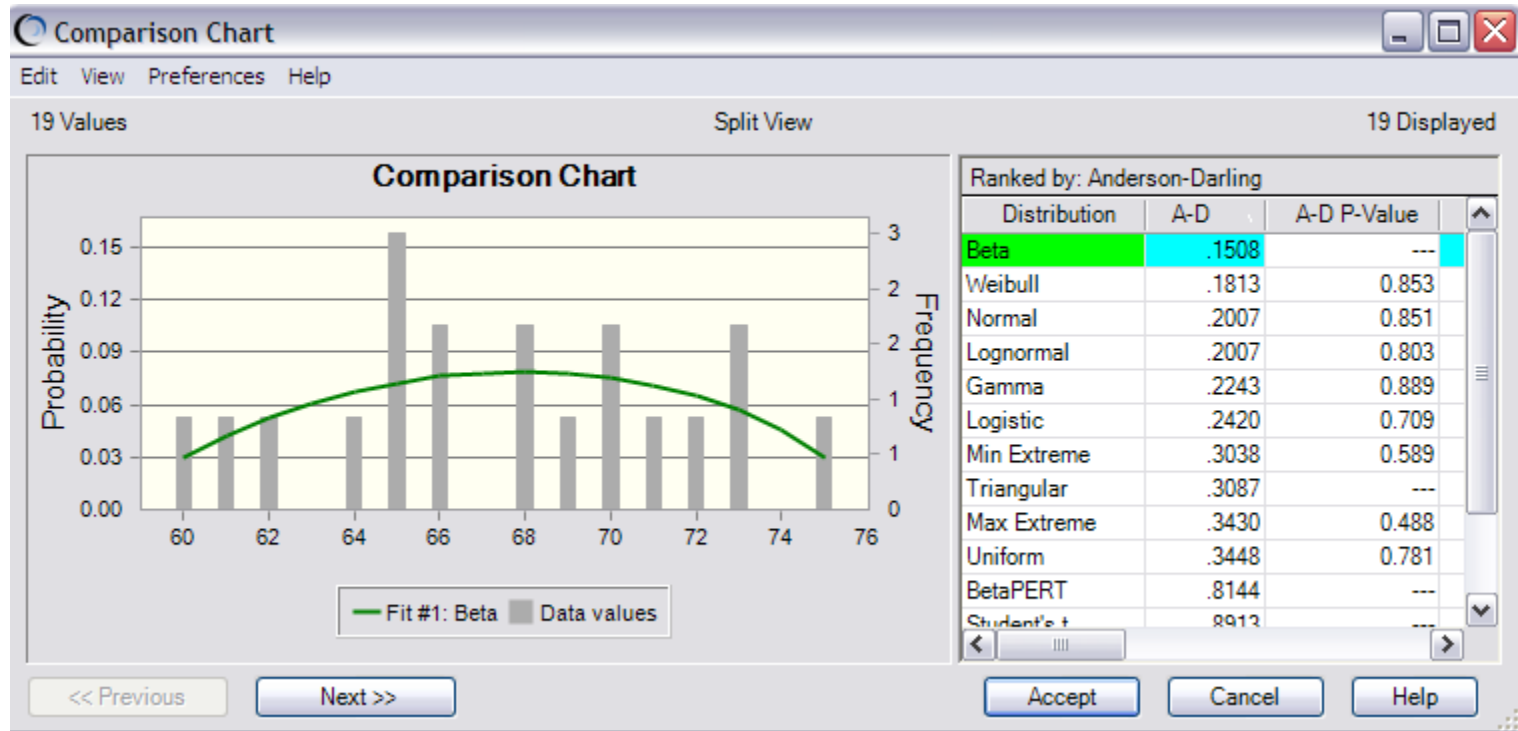 Comparison Chart
Edit View Preferences Help
19 Values Split View 19 Displayed
Comparison Chart
Probability
0.15
0.12
0.09
0.06
0.03
0.00
3
2
2
1
1
0
Frequency
60 62 64 66 68 70 72 74 76
Fit #1: Beta Data values
Ranked by: Anderson-Darling
Distribution A-D A-D P-Value
Beta .1508 ---
Weibull .1813 0.853
Normal .2007 0.851
Lognormal .2007 0.803
Gamma .2243 0.889
Logistic .2420 0.709
Min Extreme .3038 0.589
Triangular .3087 ---
Max Extreme .3430 0.488
Uniform .3448 0.781
BetaPERT .8144 ---
Student's t .8913 ---
<< Previous Next >> Accept Cancel Help